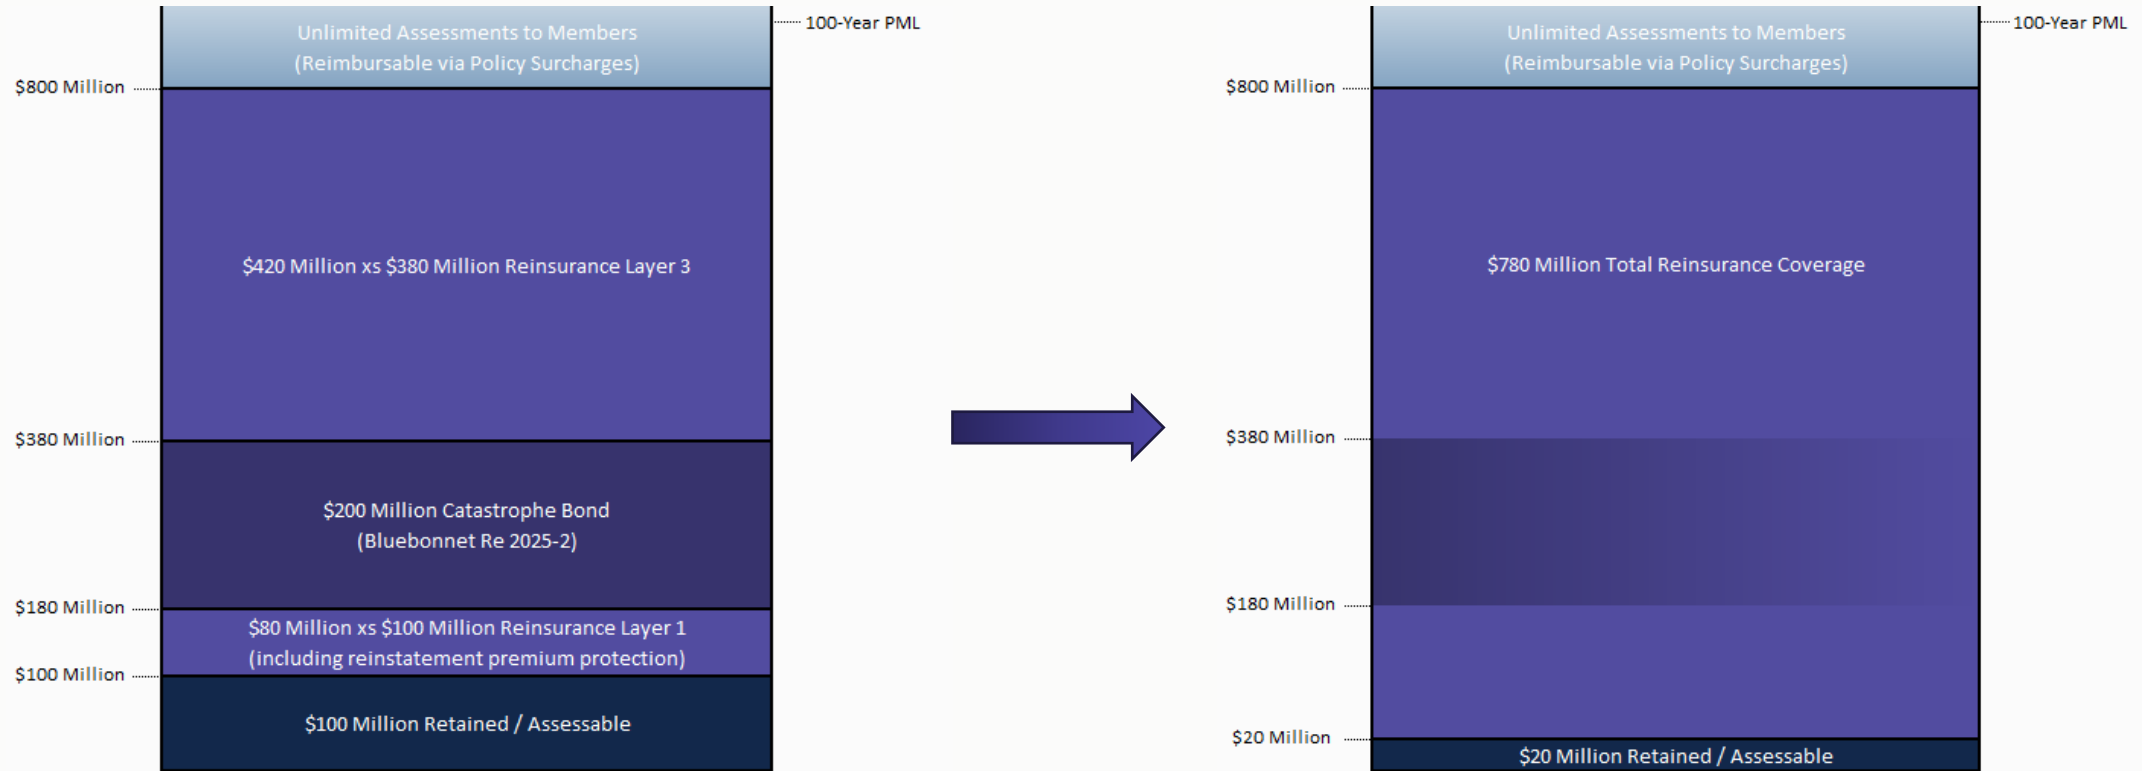 Unlimited Assessments to Members
(Reimbursable via Policy Surcharges)
100-Year PML
$800 Million
$420 Million xs $380 Million Reinsurance Layer 3
$380 Million
$200 Million Catastrophe Bond
(Bluebonnet Re 2025-2)
$180 Million
$80 Million xs $100 Million Reinsurance Layer 1
(including reinstatement premium protection)
$100 Million
$100 Million Retained / Assessable
Unlimited Assessments to Members
(Reimbursable via Policy Surcharges)
100-Year PML
$800 Million
$780 Million Total Reinsurance Coverage
$380 Million
$180 Million
$20 Million
$20 Million Retained / Assessable